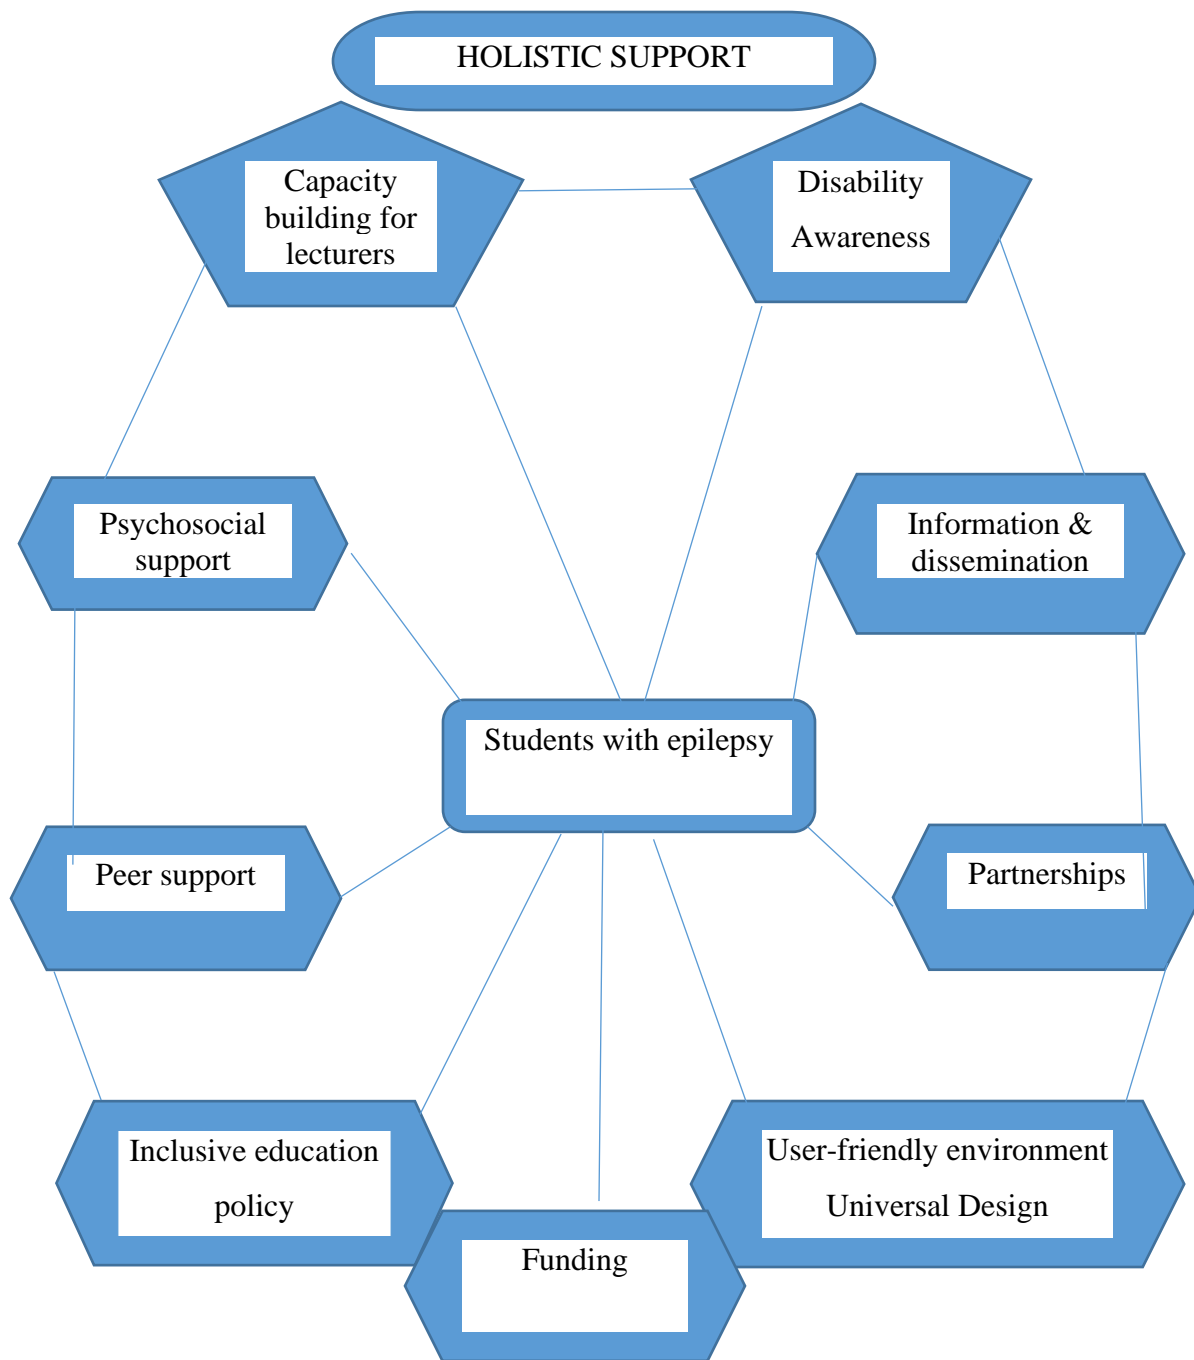 HOLISTIC SUPPORT
Capacity
building for
lecturers
Disability
Awareness
Psychosocial
support
Information &
dissemination
Students with epilepsy
Peer support
Partnerships
Inclusive education
policy
User-friendly environment
Universal Design
Funding